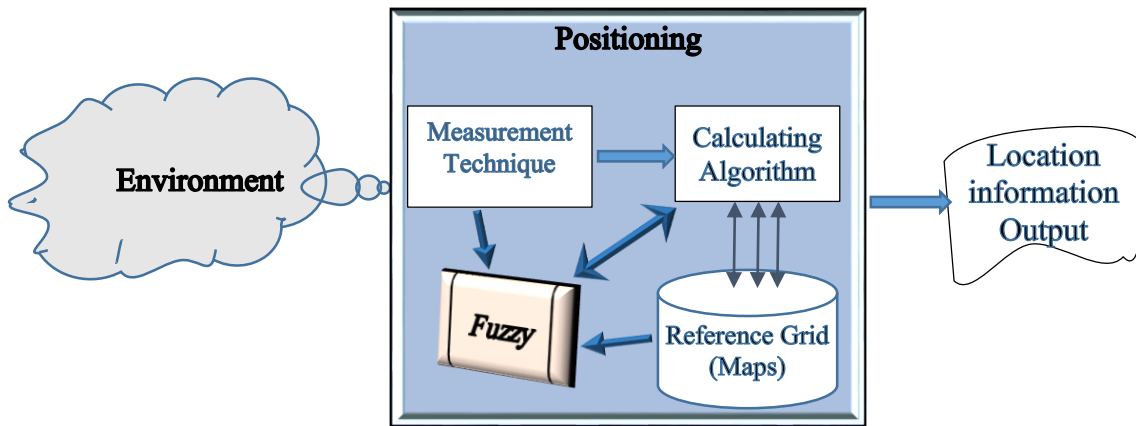 Positioning
Environment
Measurement
Technique
Calculating
Algorithm
Fuzzy
Reference Grid
(Maps)
Location
information
Output